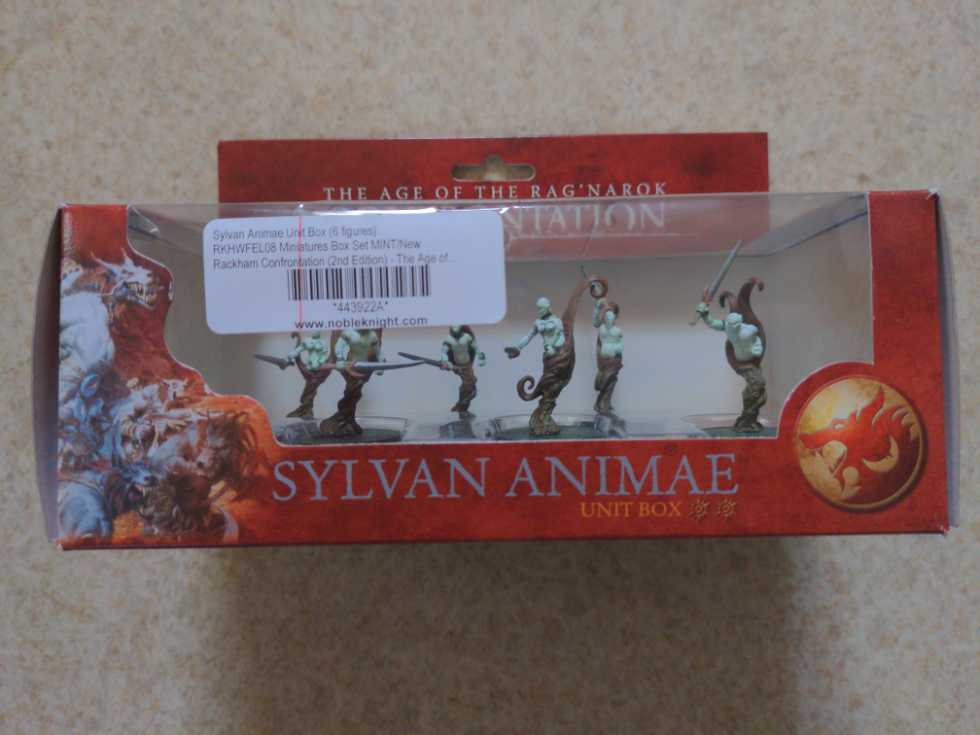 THE AGE OF THE RAG'NAROK
NTATION
Sylvan Animae Unit Box (6 figures)
RKHWFEL08 Miniatures Box Set MINT/New
Rackham Confrontation (2nd Edition) - The Age of...
*443922A*
www.nobleknight.com
SYLVAN ANIMAE
UNIT BOX